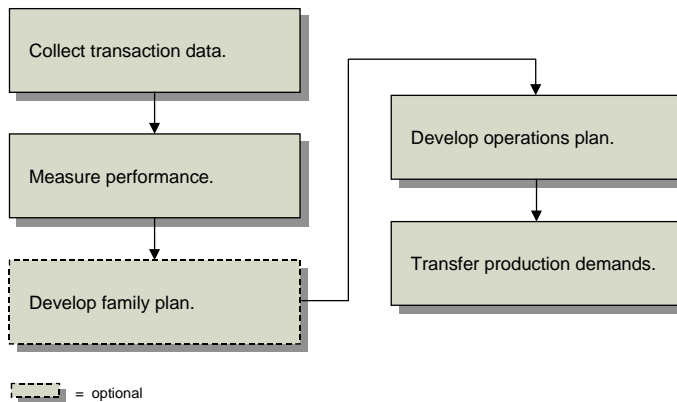 Collect transaction data.
Measure performance.
Develop family plan.
Develop operations plan.
Transfer production demands.
= optional